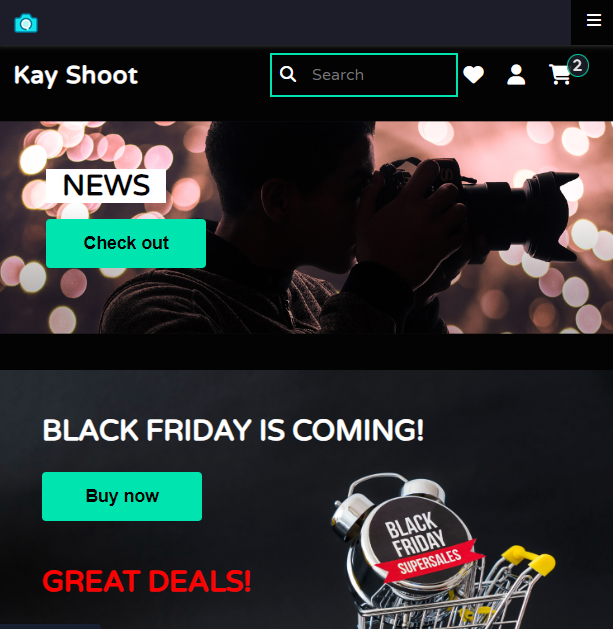 Kay Shoot
Search
2
NEWS
Check out
BLACK FRIDAY IS COMING!
Buy now
BLACK
FRIDAY
SUPERSALES
GREAT DEALS!